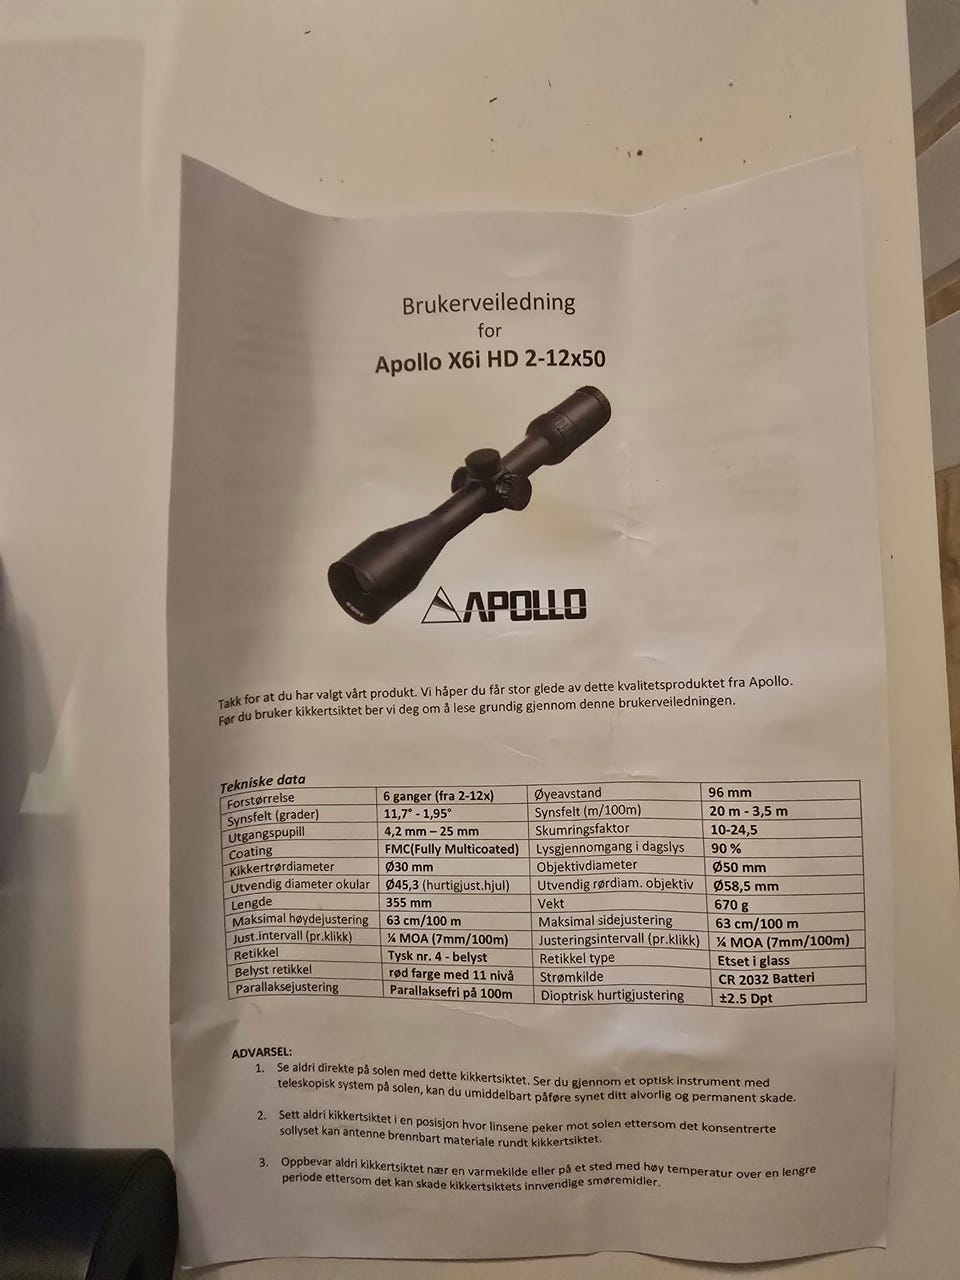 Brukerveiledning
for
Apollo X6i HD 2-12x50
APOLLO
Takk for at du har valgt vårt produkt. Vi håper du får stor glede av dette kvalitetsproduktet fra Apollo.
Før du bruker kikkertsiktet ber vi deg om å lese grundig gjennom denne brukerveiledningen.
Tekniske data
Forstørrelse 6 ganger (fra 2-12x) Øyeavstand 96 mm
Synsfelt (grader) 11,7° - 1,95° Synsfelt (m/100m) 20 m - 3,5 m
Utgangspupill 4,2 mm – 25 mm Skumringsfaktor 10-24,5
Coating FMC(Fully Multicoated) Lysgjennomgang i dagslys 90 %
Kikkertrørdiameter Ø30 mm Objektivdiameter Ø50 mm
Utvendig diameter okular Ø45,3 (hurtigjust.hjul) Utvendig rørdiam. objektiv Ø58,5 mm
Lengde 355 mm Vekt 670 g
Maksimal høydejustering 63 cm/100 m Maksimal sidejustering 63 cm/100 m
Just.intervall (pr.klikk) ¼ MOA (7mm/100m) Justeringsintervall (pr.klikk) ¼ MOA (7mm/100m)
Retikkel Tysk nr. 4 - belyst Retikkel type Etset i glass
Belyst retikkel rød farge med 11 nivå Strømkilde CR 2032 Batteri
Parallaksejustering Parallaksefri på 100m Dioptrisk hurtigjustering ±2.5 Dpt
ADVARSEL:
1. Se aldri direkte på solen med dette kikkertsiktet. Ser du gjennom et optisk instrument med
teleskopisk system på solen, kan du umiddelbart påføre synet ditt alvorlig og permanent skade.
2. Sett aldri kikkertsiktet i en posisjon hvor linsene peker mot solen ettersom det konsentrerte
sollyset kan antenne brennbart materiale rundt kikkertsiktet.
3. Oppbevar aldri kikkertsiktet nær en varmekilde eller på et sted med høy temperatur over en lengre
periode ettersom det kan skade kikkertsiktets innvendige smøremidler.